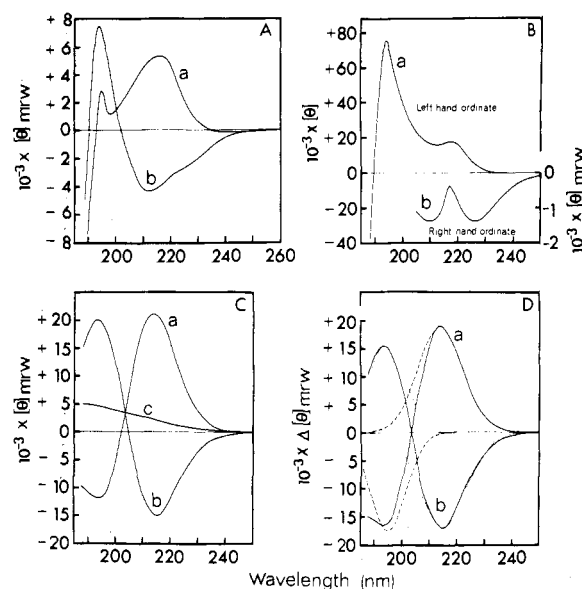 A
B
+ 8
+ 6
+ 4
+ 2
0
- 2
- 4
- 6
- 8
10⁻³ x [θ] mrw
a
b
200 220 240 260
+ 80
+ 60
+ 40
+ 20
0
- 20
- 40
10⁻³ x [θ]
a
Left hand ordinate
b
Right hand ordinate
0
- 1
- 2
10⁻³ x [θ] mrw
200 220 240
C
D
+ 20
+ 15
+ 10
+ 5
0
- 5
- 10
- 15
- 20
10⁻³ x [θ] mrw
a
c
b
200 220 240
+ 20
+ 15
+ 10
+ 5
+
0
- 5
- 10
- 15
- 20
10⁻³ x Δ [θ] mrw
a
b
200 220 240
Wavelength (nm)